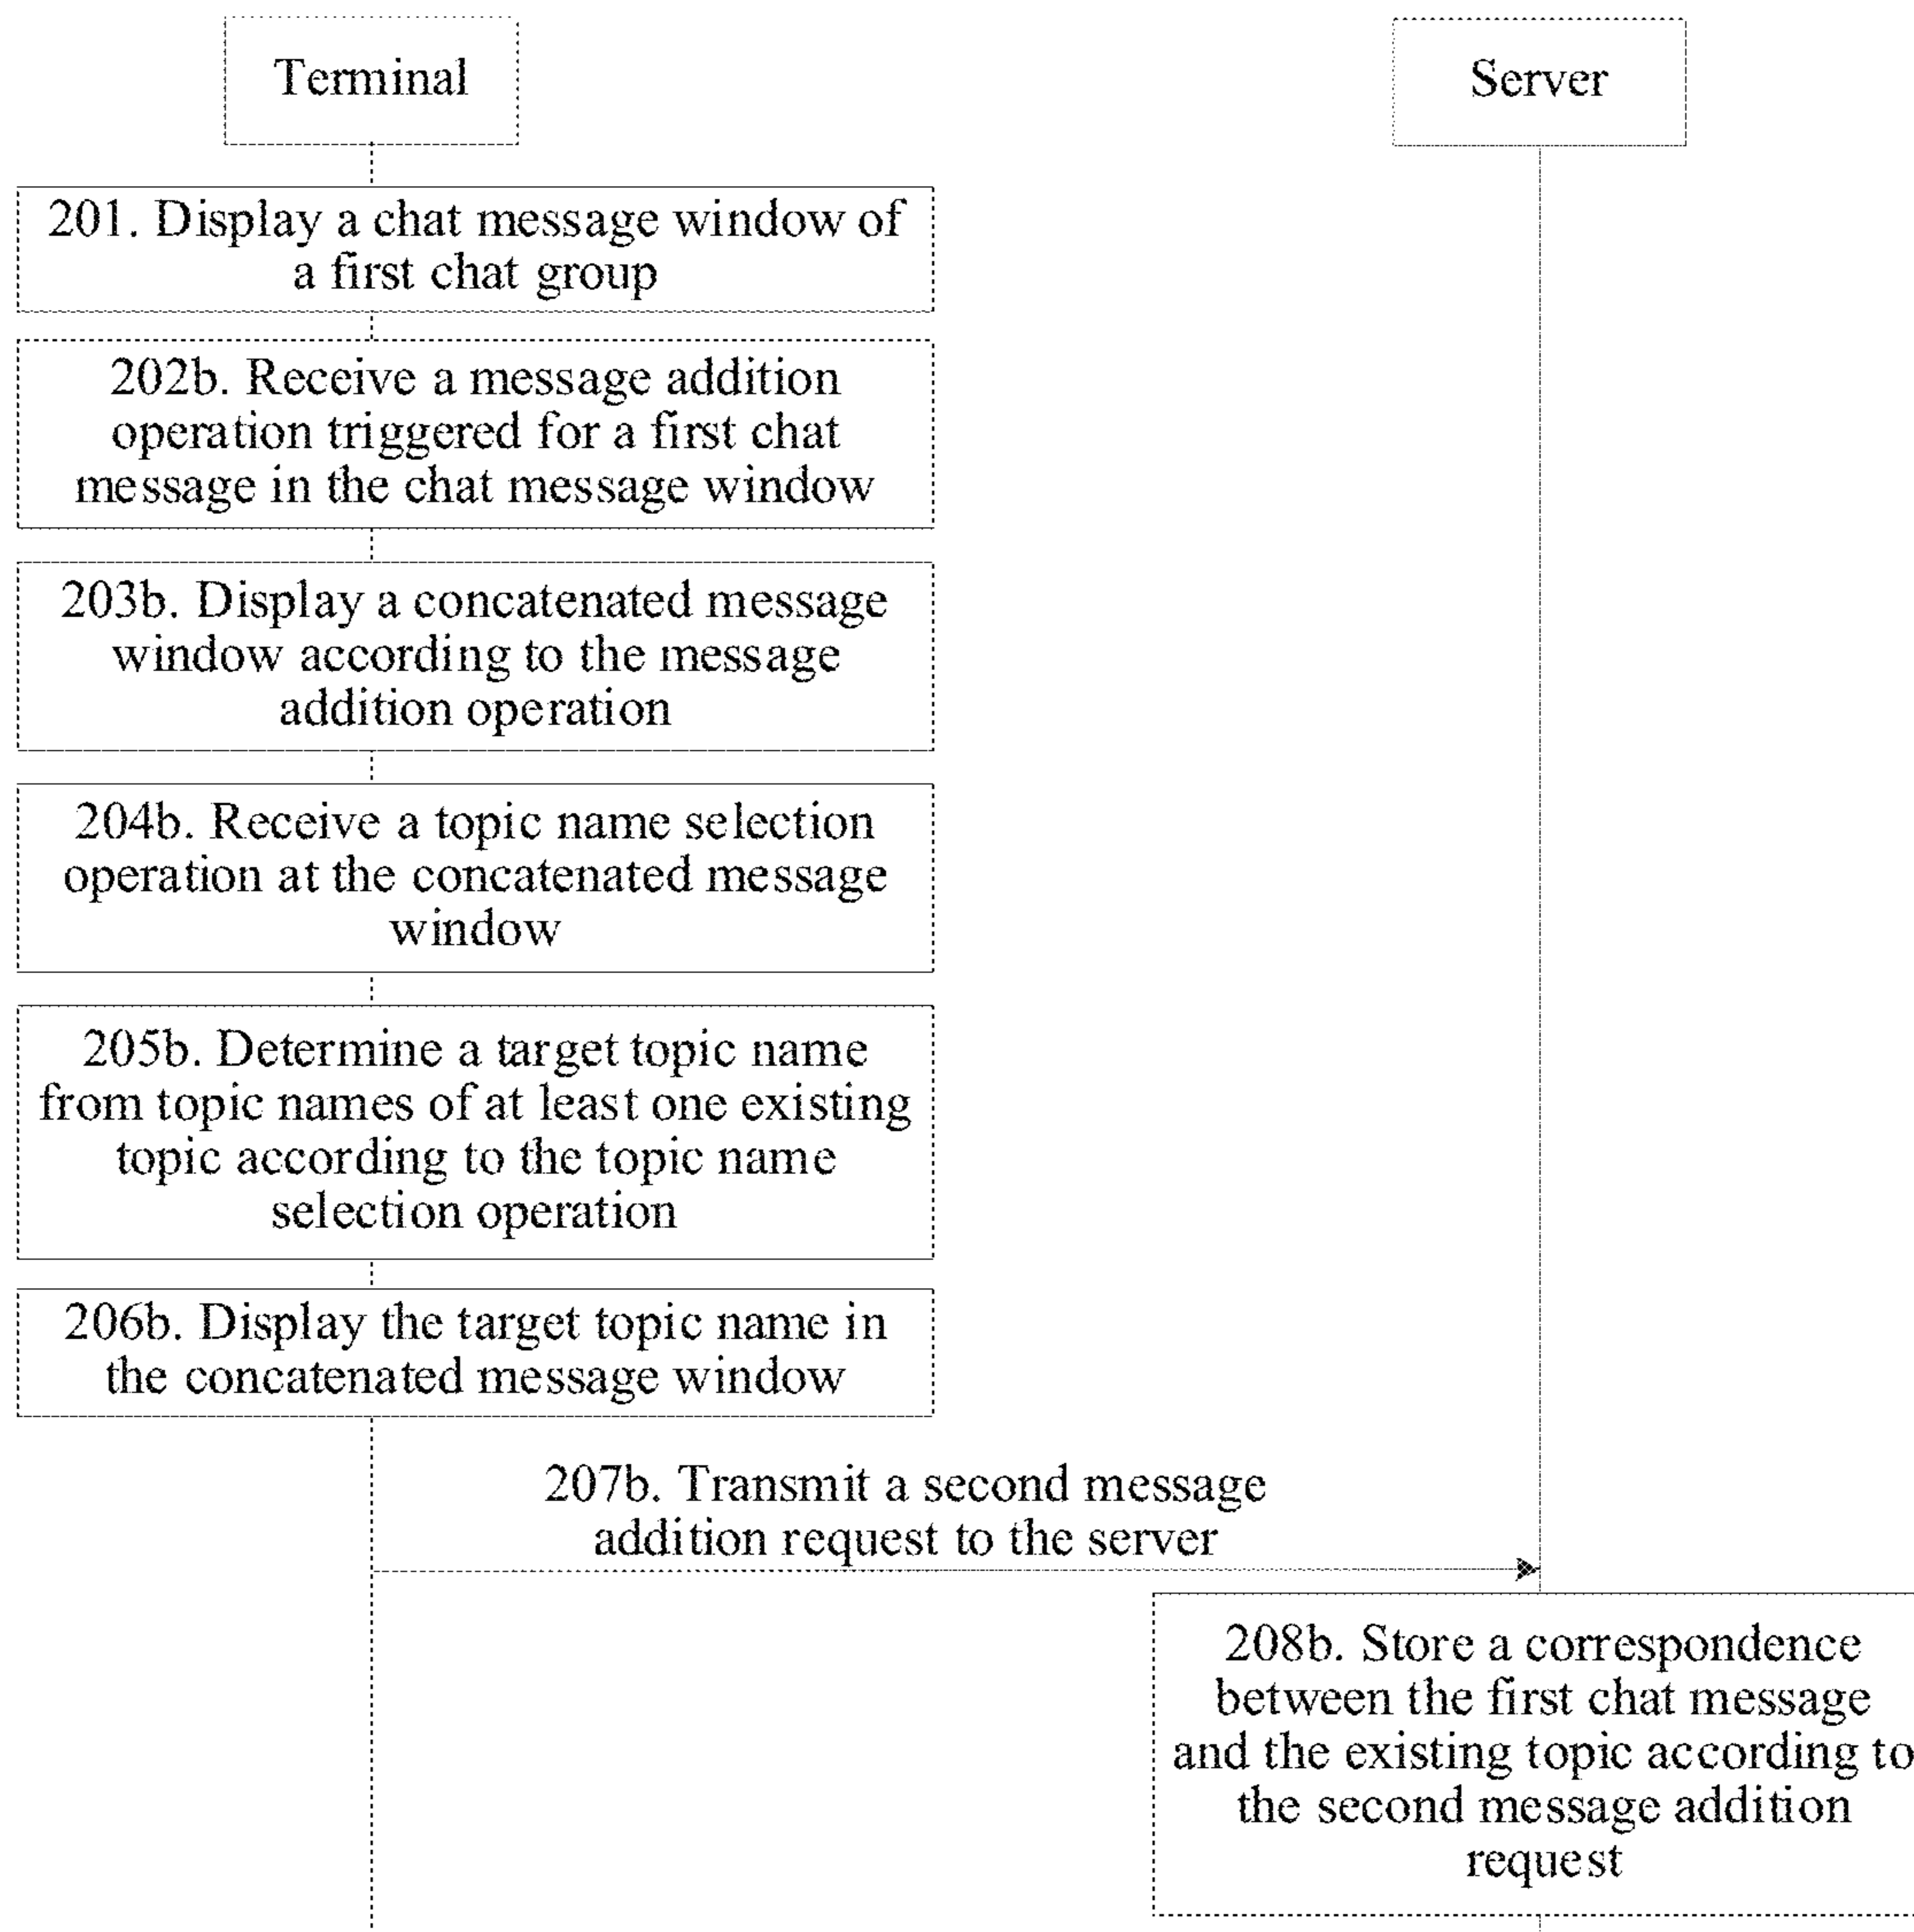 Terminal
Server
201. Display a chat message window of
a first chat group
202b. Receive a message addition
operation triggered for a first chat
message in the chat message window
203b. Display a concatenated message
window according to the message
addition operation
204b. Receive a topic name selection
operation at the concatenated message
window
205b. Determine a target topic name
from topic names of at least one existing
topic according to the topic name
selection operation
206b. Display the target topic name in
the concatenated message window
207b. Transmit a second message
addition request to the server
208b. Store a correspondence
between the first chat message
and the existing topic according to
the second message addition
request